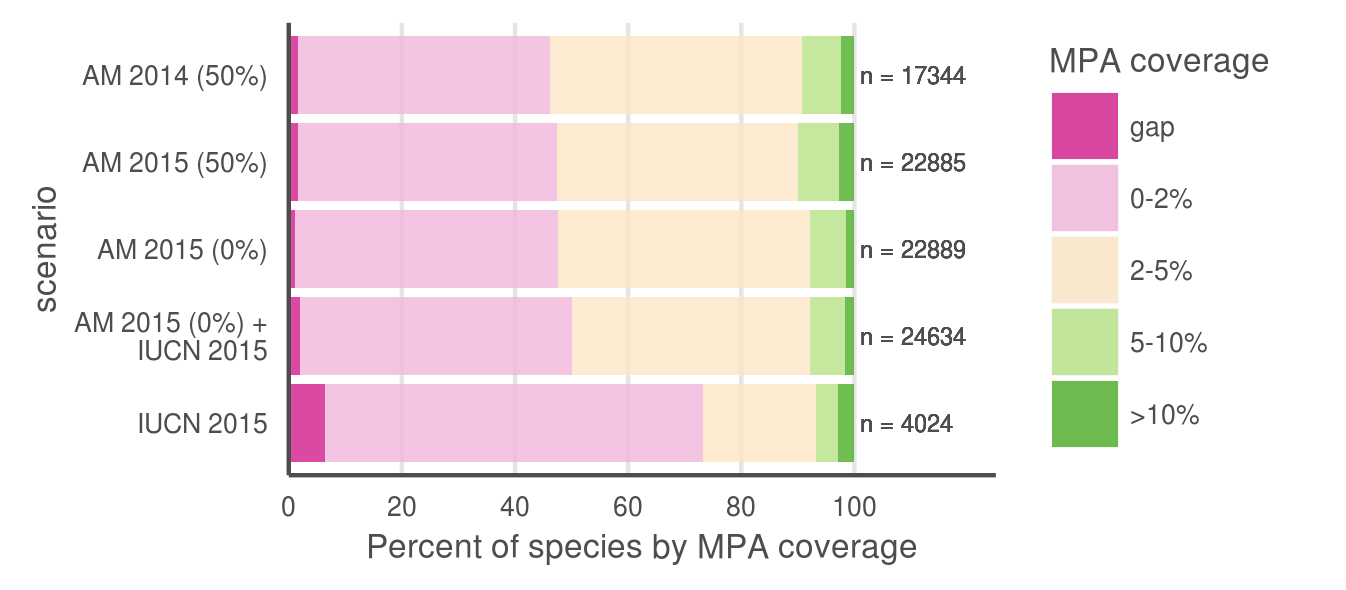 AM 2014 (50%)
n = 17344
AM 2015 (50%)
n = 22885
AM 2015 (0%)
n = 22889
AM 2015 (0%) +
IUCN 2015
n = 24634
IUCN 2015
n = 4024
scenario
0 20 40 60 80 100
Percent of species by MPA coverage
MPA coverage
gap
0-2%
2-5%
5-10%
>10%